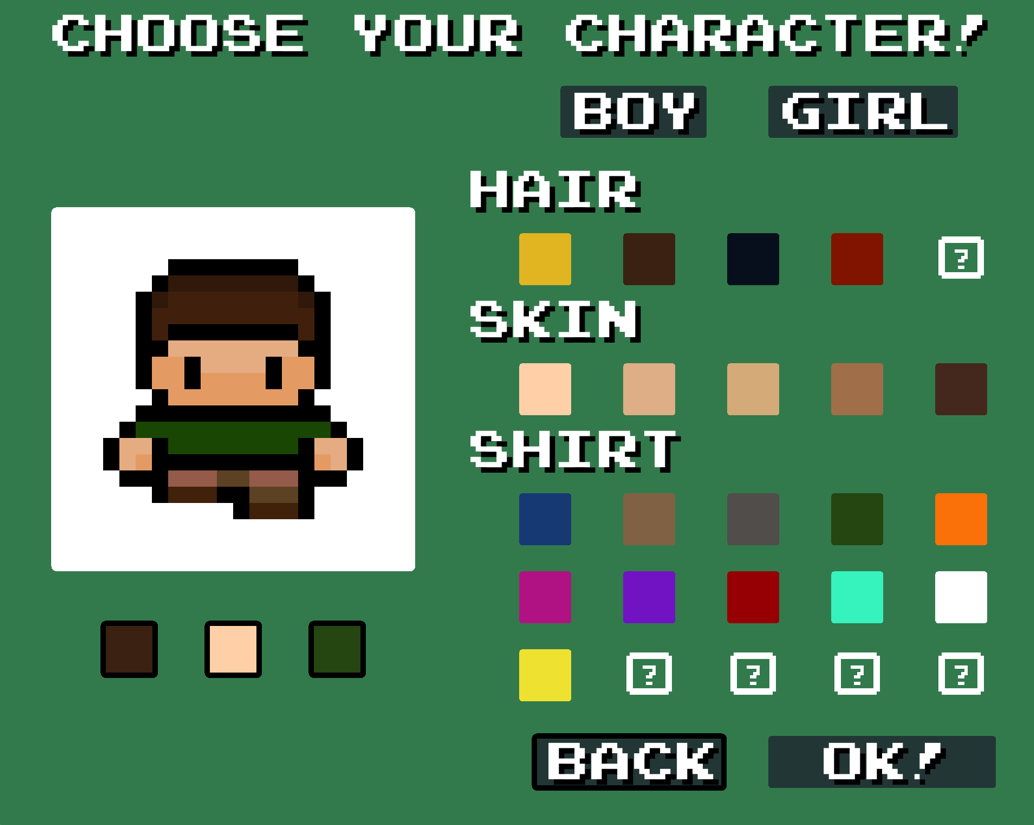 CHOOSE YOUR CHARACTER!
BOY GIRL
HAIR
?
SKIN
SHIRT
? ? ? ?
BACK OK!